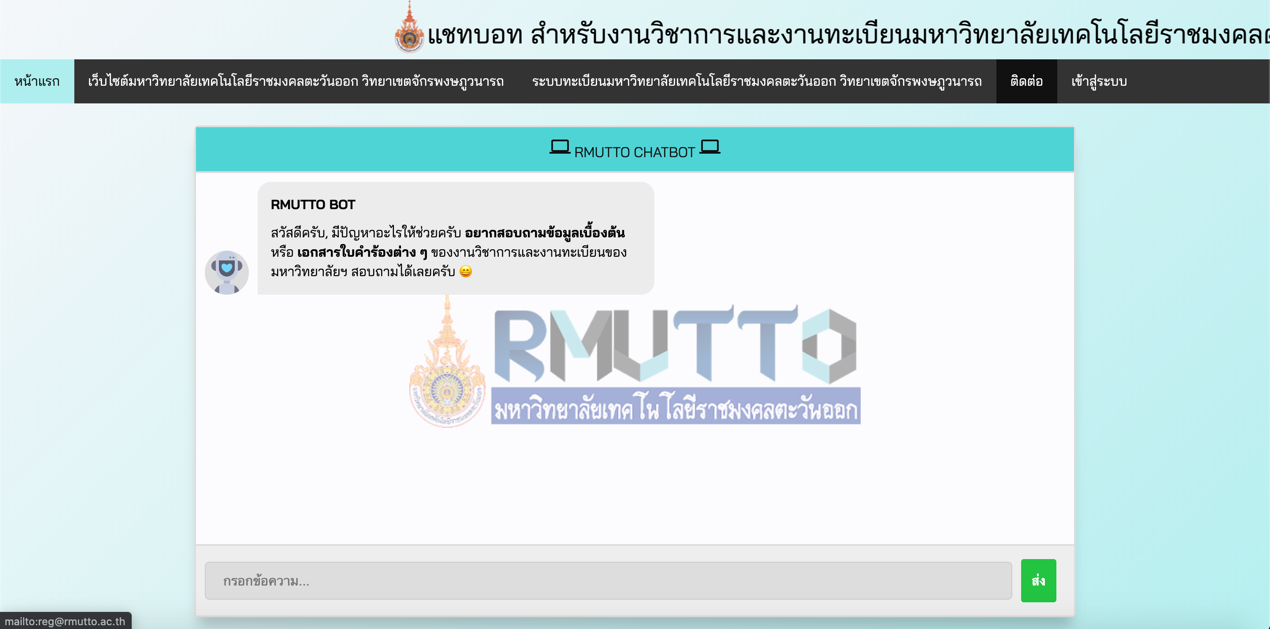 แชทบอท สำหรับงานวิชาการและงานทะเบียนมหาวิทยาลัยเทคโนโลยีราชมงคล
หน้าแรก เว็บไซต์มหาวิทยาลัยเทคโนโลยีราชมงคลตะวันออก วิทยาเขตจักรพงษภูวนารถ ระบบทะเบียนมหาวิทยาลัยเทคโนโลยีราชมงคลตะวันออก วิทยาเขตจักรพงษภูวนารถ ติดต่อ เข้าสู่ระบบ
RMUTTO CHATBOT
RMUTTO BOT
สวัสดีครับ, มีปัญหาอะไรให้ช่วยครับ อยากสอบถามข้อมูลเบื้องต้น
หรือ เอกสารใบคำร้องต่าง ๆ ของงานวิชาการและงานทะเบียนของ
มหาวิทยาลัยฯ สอบถามได้เลยครับ 😄
RMUTTO
มหาวิทยาลัยเทคโนโลยีราชมงคลตะวันออก
กรอกข้อความ...
ส่ง
mailto:reg@rmutto.ac.th